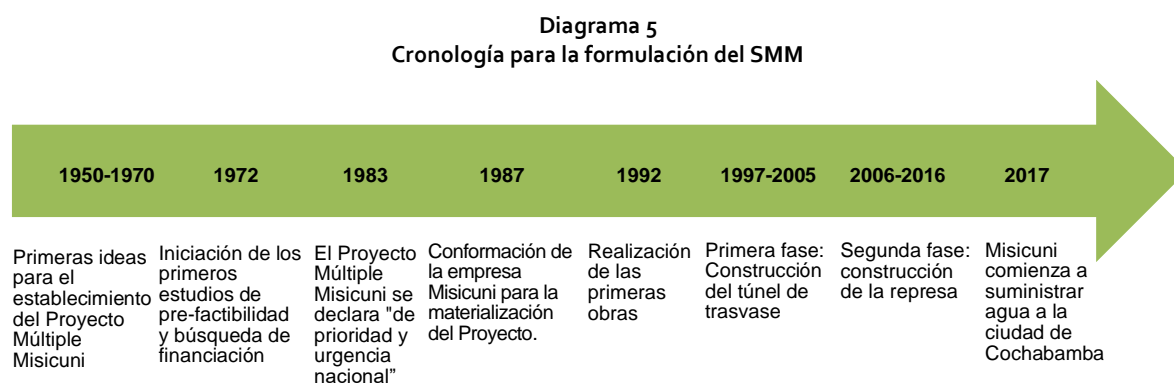 Diagrama 5
Cronología para la formulación del SMM
1950-1970
1972
1983
1987
1992
1997-2005
2006-2016
2017
Primeras ideas
para el
establecimiento
del Proyecto
Múltiple
Misicuni
Iniciación de los
primeros
estudios de
pre-factibilidad
y búsqueda de
financiación
El Proyecto
Múltiple
Misicuni se
declara "de
prioridad y
urgencia
nacional”
Conformación de
la empresa
Misicuni para la
materialización
del Proyecto.
Realización
de las
primeras
obras
Primera fase:
Construcción
del túnel de
trasvase
Segunda fase:
construcción
de la represa
Misicuni
comienza a
suministrar
agua a la
ciudad de
Cochabamba